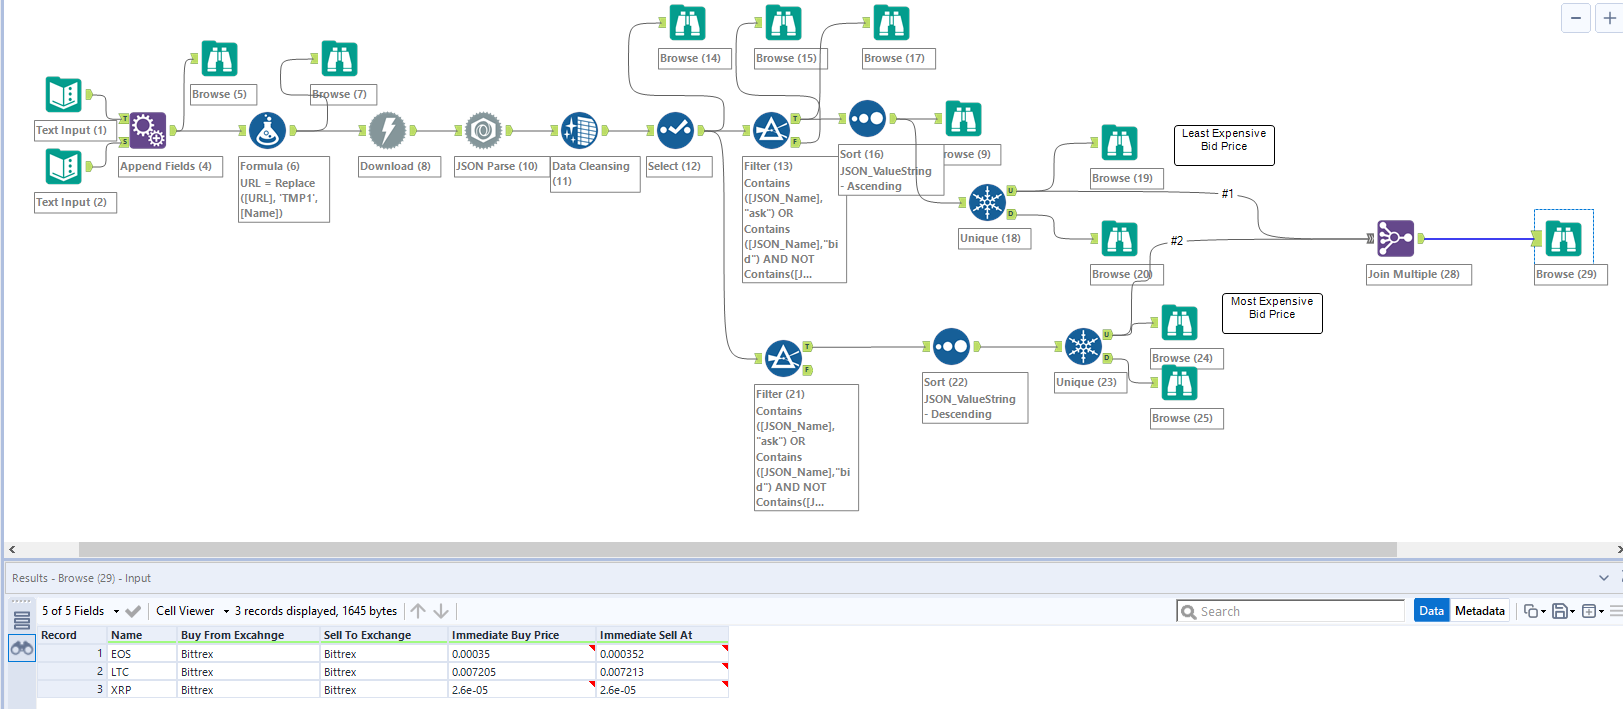 Browse (14)
Browse (15)
Browse (17)
Browse (5)
Browse (7)
Text Input (1)
Text Input (2)
T
S
Append Fields (4)
Formula (6)
URL = Replace
([URL], 'TMP1',
[Name])
Download (8)
JSON Parse (10)
Data Cleansing
(11)
Select (12)
T
F
Filter (13)
Contains
([JSON_Name],
"ask") OR
Contains
([JSON_Name],"bi
d") AND NOT
Contains([J...
Sort (16)
JSON_ValueString
- Ascending
rowse (9)
U
D
Unique (18)
Browse (19)
Least Expensive
Bid Price
#1
Browse (20)
#2
Join Multiple (28)
Browse (29)
T
F
Filter (21)
Contains
([JSON_Name],
"ask") OR
Contains
([JSON_Name],"bi
d") AND NOT
Contains([J...
Sort (22)
JSON_ValueString
- Descending
U
D
Unique (23)
Browse (24)
Browse (25)
Most Expensive
Bid Price
Results - Browse (29) - Input
5 of 5 Fields Cell Viewer 3 records displayed, 1645 bytes Search Data Metadata
Record Name Buy From Excahnge Sell To Exchange Immediate Buy Price Immediate Sell At
1 EOS Bittrex Bittrex 0.00035 0.000352
2 LTC Bittrex Bittrex 0.007205 0.007213
3 XRP Bittrex Bittrex 2.6e-05 2.6e-05